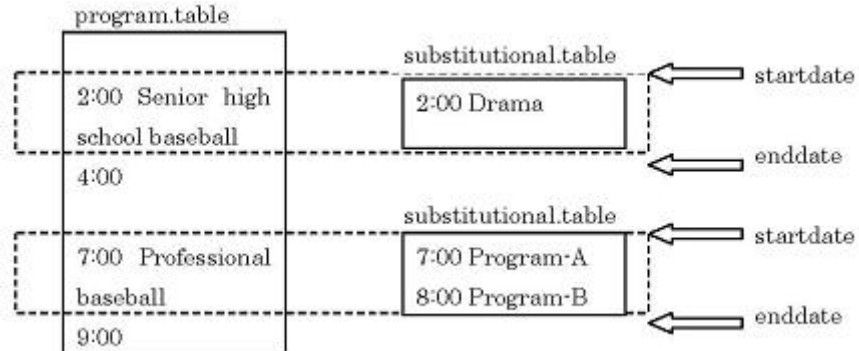 program.table
substitutional.table
startdate
2:00 Senior high
school baseball
2:00 Drama
enddate
4:00
substitutional.table
startdate
7:00 Professional
baseball
7:00 Program-A
8:00 Program-B
enddate
9:00